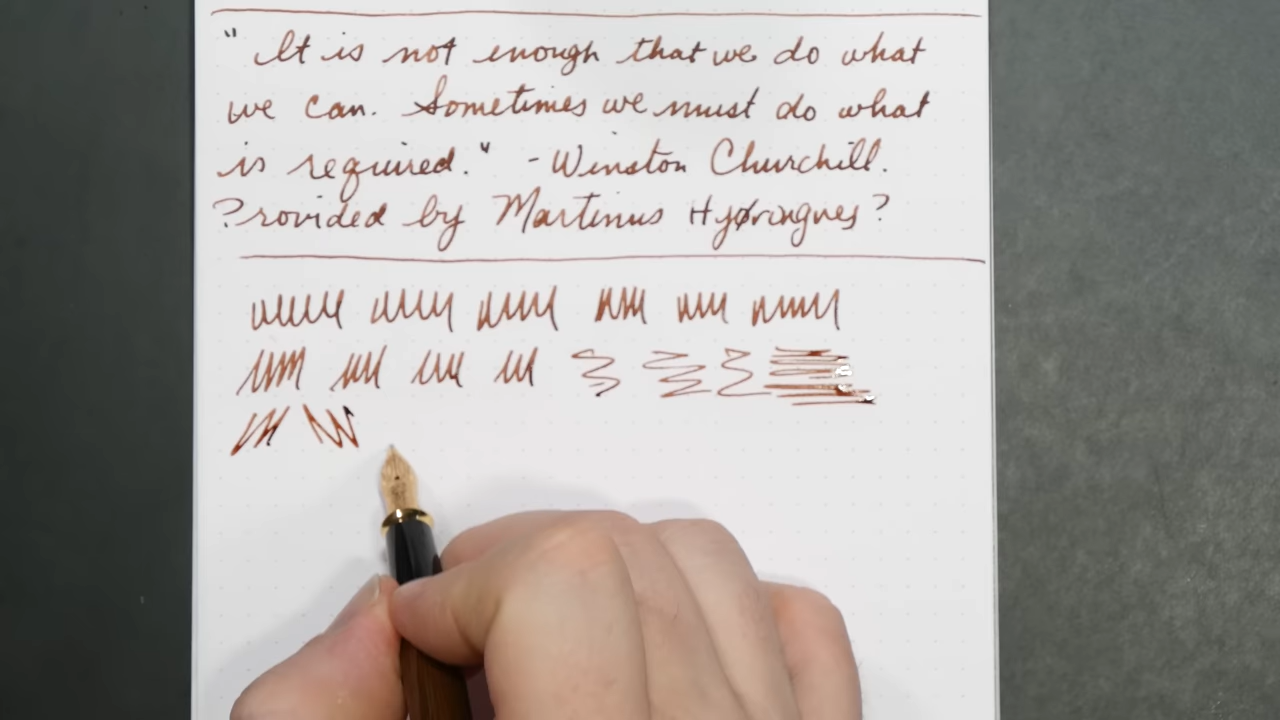 "It is not enough that we do what
we can. Sometimes we must do what
is required." -Winston Churchill.
?rovided by Martinus Hyøringnes?